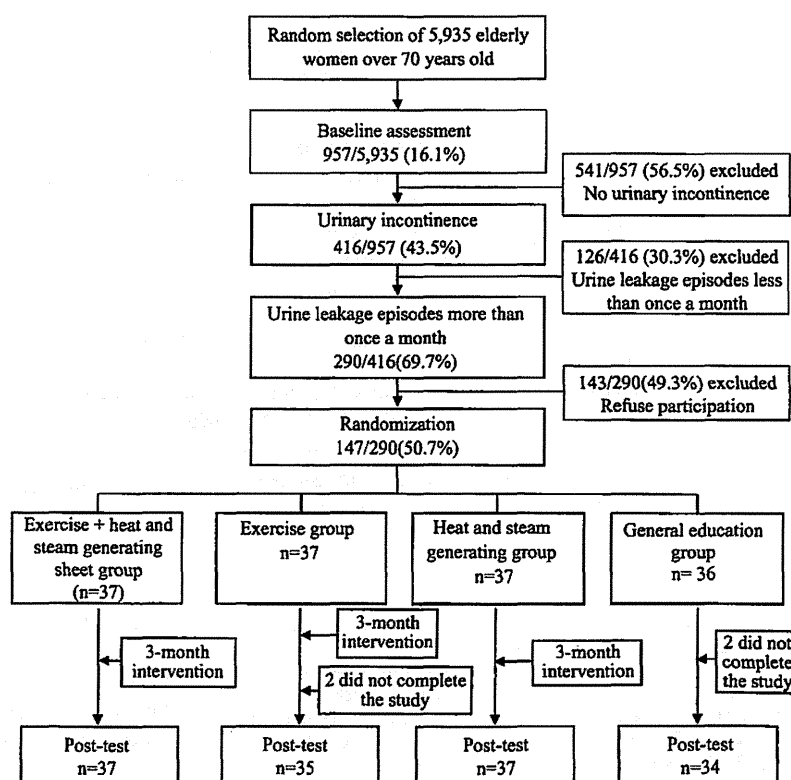 Random selection of 5,935 elderly
women over 70 years old
Baseline assessment
957/5,935 (16.1%)
541/957 (56.5%) excluded
No urinary incontinence
Urinary incontinence
416/957 (43.5%)
126/416 (30.3%) excluded
Urine leakage episodes less
than once a month
Urine leakage episodes more than
once a month
290/416(69.7%)
143/290(49.3%) excluded
Refuse participation
Randomization
147/290(50.7%)
Exercise + heat and
steam generating
sheet group
(n=37)
Exercise group
n=37
Heat and steam
generating group
n=37
General education
group
n= 36
3-month
intervention
3-month
intervention
2 did not complete
the study
3-month
intervention
2 did not
complete
the study
Post-test
n=37
Post-test
n=35
Post-test
n=37
Post-test
n=34